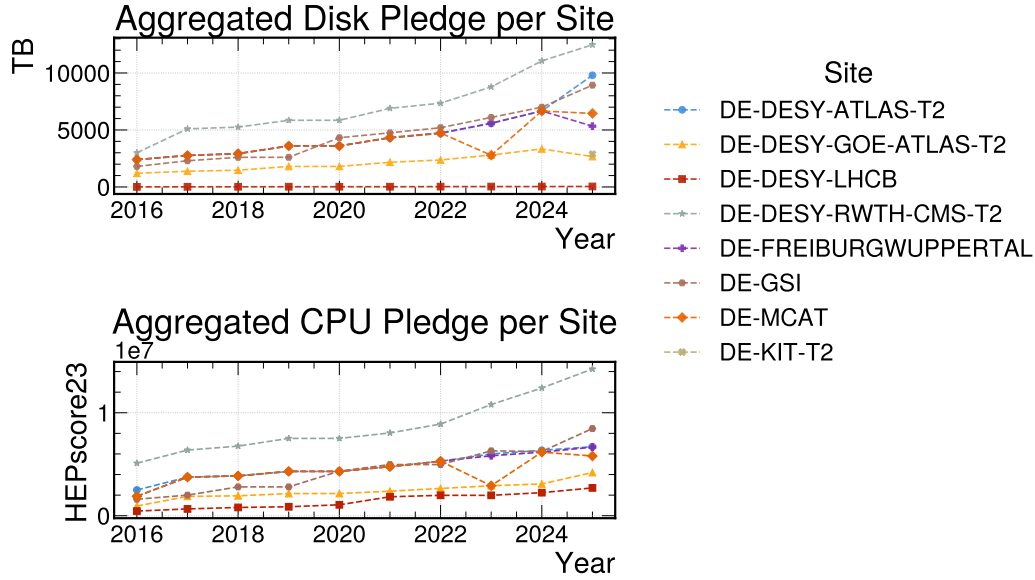 Aggregated Disk Pledge per Site
TB
10000
5000
0
2016 2018 2020 2022 2024
Year
Site
DE-DESY-ATLAS-T2
DE-DESY-GOE-ATLAS-T2
DE-DESY-LHCB
DE-DESY-RWTH-CMS-T2
DE-FREIBURGWUPPERTAL
DE-GSI
DE-MCAT
DE-KIT-T2
Aggregated CPU Pledge per Site
1e7
HEPscore23
1
0
2016 2018 2020 2022 2024
Year